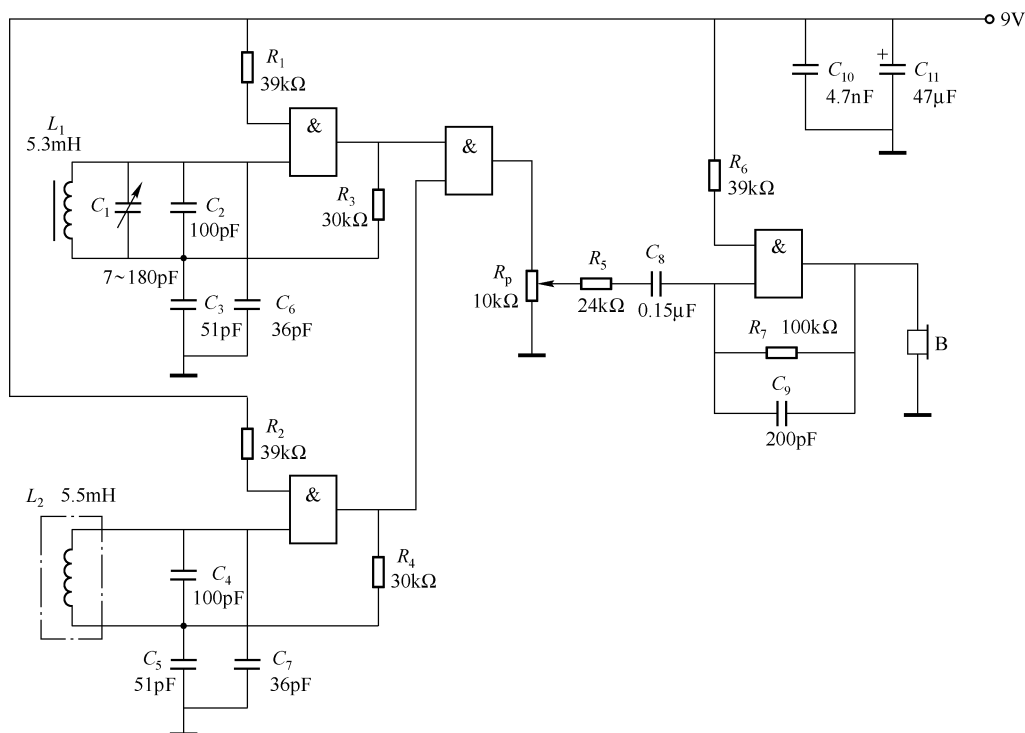 9V
R1
39kΩ
&
L1
5.3mH
C1
7~180pF
C2
100pF
R3
30kΩ
C3
51pF
C6
36pF
&
Rp
10kΩ
R5
24kΩ
C8
0.15μF
R6
39kΩ
&
C10
4.7nF
+
C11
47μF
R7 100kΩ
C9
200pF
B
R2
39kΩ
&
L2 5.5mH
C4
100pF
R4
30kΩ
C5
51pF
C7
36pF